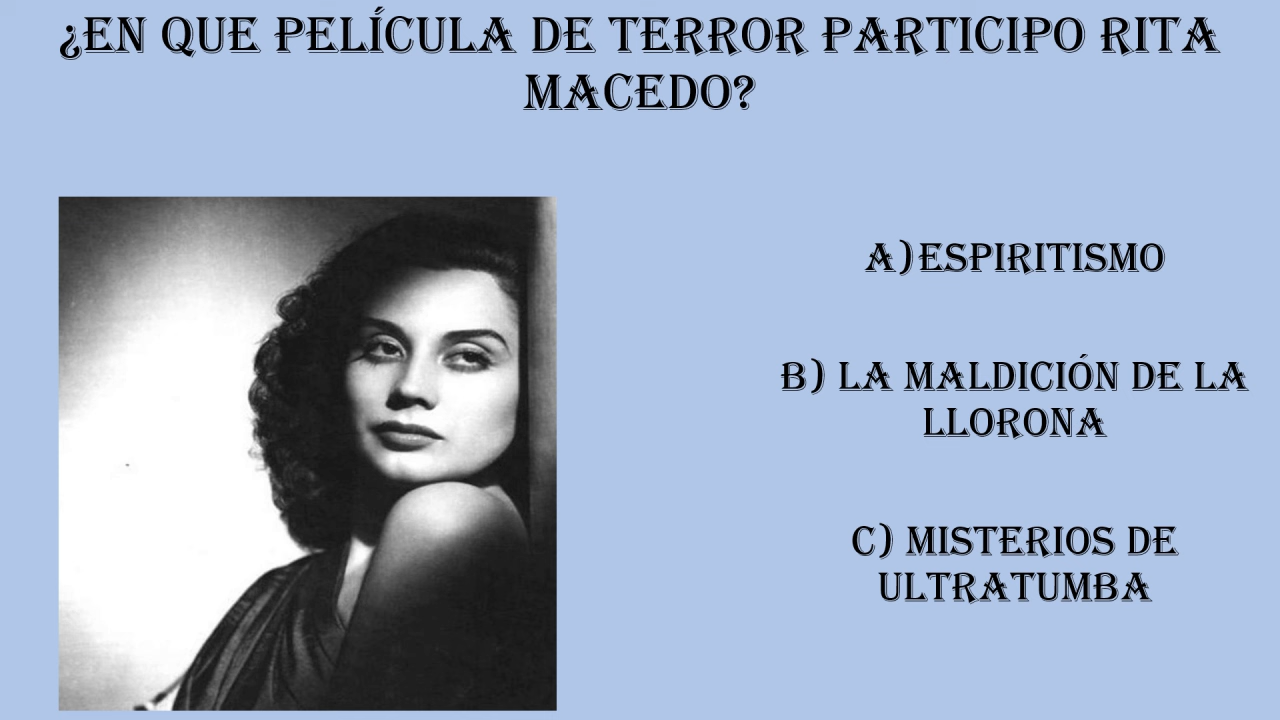 ¿EN QUE PELÍCULA DE TERROR PARTICIPO RITA
MACEDO?
A)ESPIRITISMO
B) LA MALDICIÓN DE LA
LLORONA
C) MISTERIOS DE
ULTRATUMBA